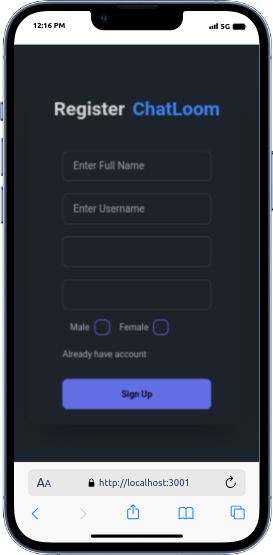 12:16 PM 5G
Register ChatLoom
Enter Full Name
Enter Username
Male Female
Already have account
Sign Up
AA http://localhost:3001